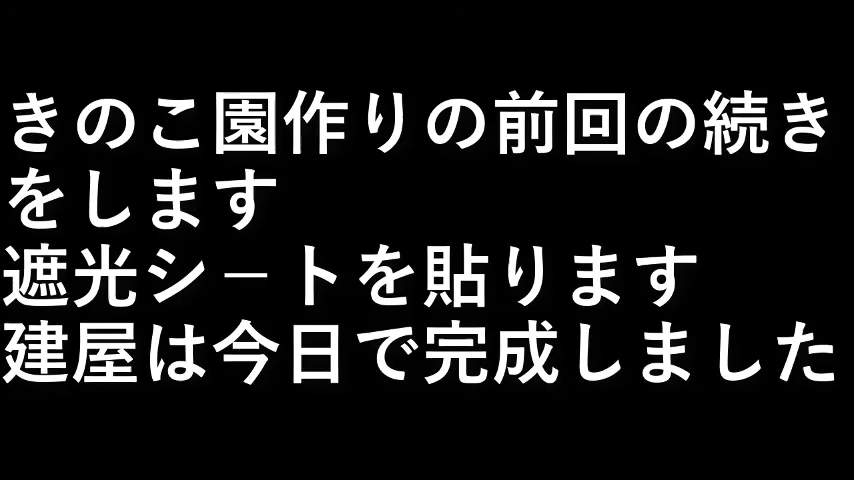 きのこ園作りの前回の続き
をします
遮光シートを貼ります
建屋は今日で完成しました